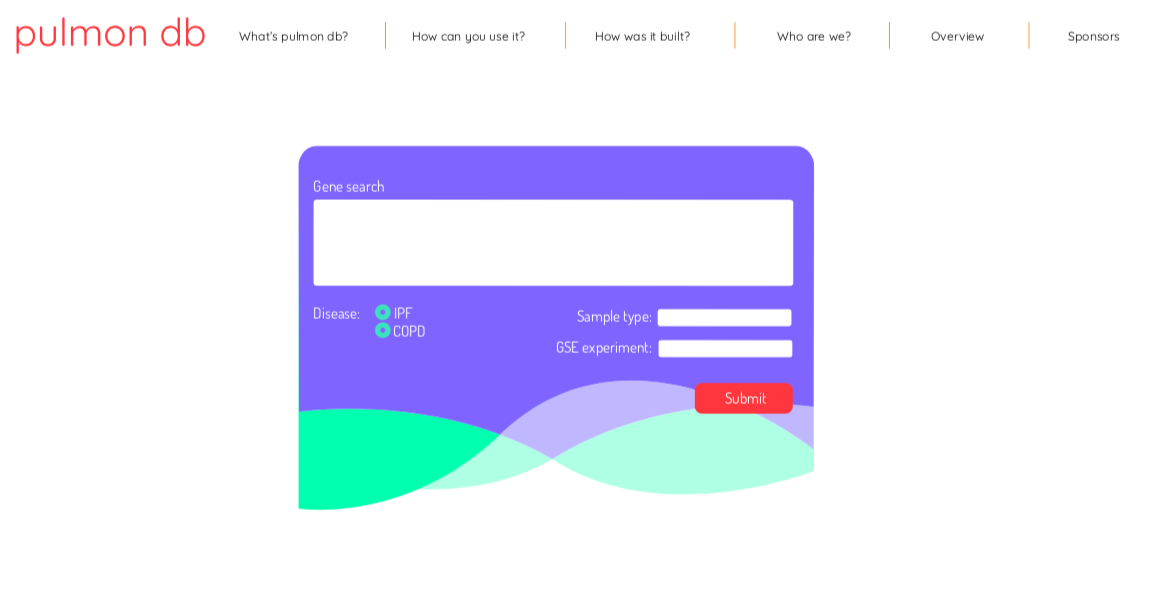 pulmon db
What's pulmon db?
How can you use it?
How was it built?
Who are we?
Overview
Sponsors
Gene search
Disease:
IPF
COPD
Sample type:
GSE experiment:
Submit